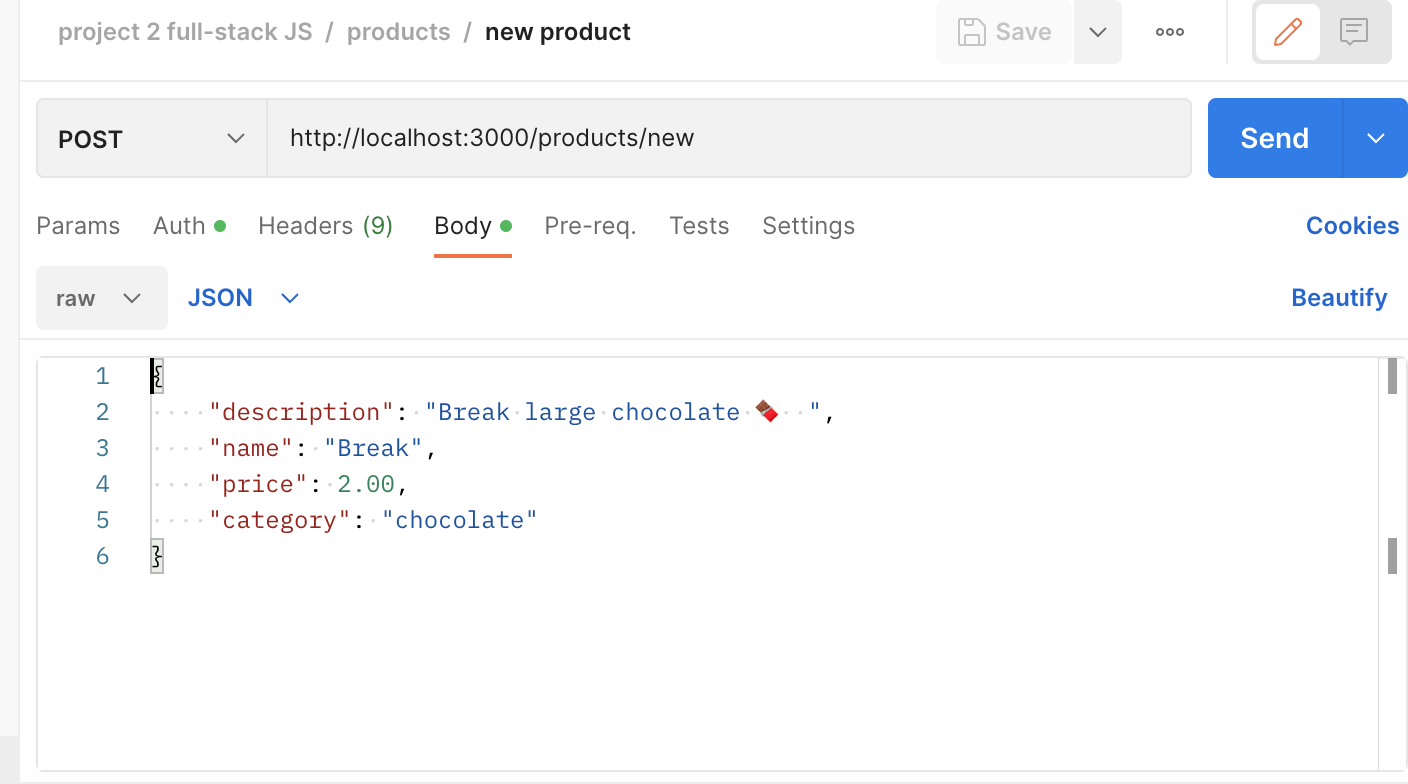 project 2 full-stack JS / products / new product Save
POST http://localhost:3000/products/new Send
Params Auth Headers (9) Body Pre-req. Tests Settings Cookies
raw JSON Beautify
1 {
2 "description": "Break large chocolate 🍫  ",
3 "name": "Break",
4 "price": 2.00,
5 "category": "chocolate"
6 }